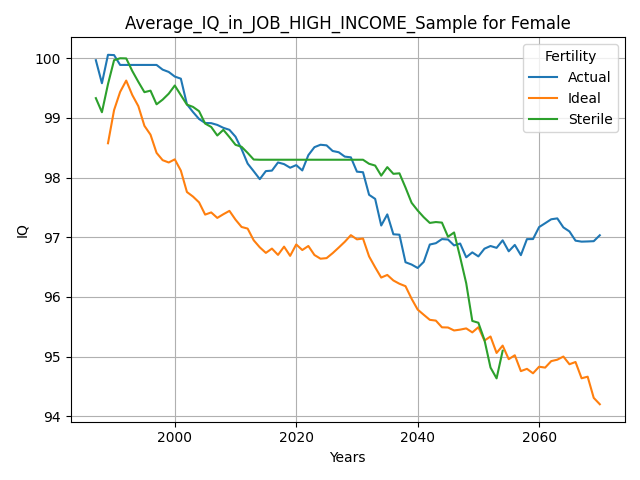 Average_IQ_in_JOB_HIGH_INCOME_Sample for Female
Fertility
Actual
Ideal
Sterile
IQ
100
99
98
97
96
95
94
2000 2020 2040 2060
Years